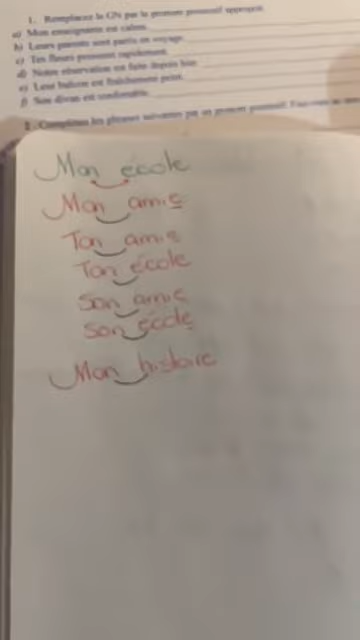 1. Remplacez le GN par le pronom possessif approprié.
a) Mon enseignante est calme.
b) Leurs parents sont partis en voyage.
c) Tes fleurs poussent rapidement.
d) Notre réservation est faite depuis hier.
e) Leur balcon est fraîchement peint.
f) Son divan est confortable.
2. Complétez les phrases suivantes par un pronom possessif.
Mon école
Mon amie
Ton amie
Ton école
Son amie
Son école
Mon histoire